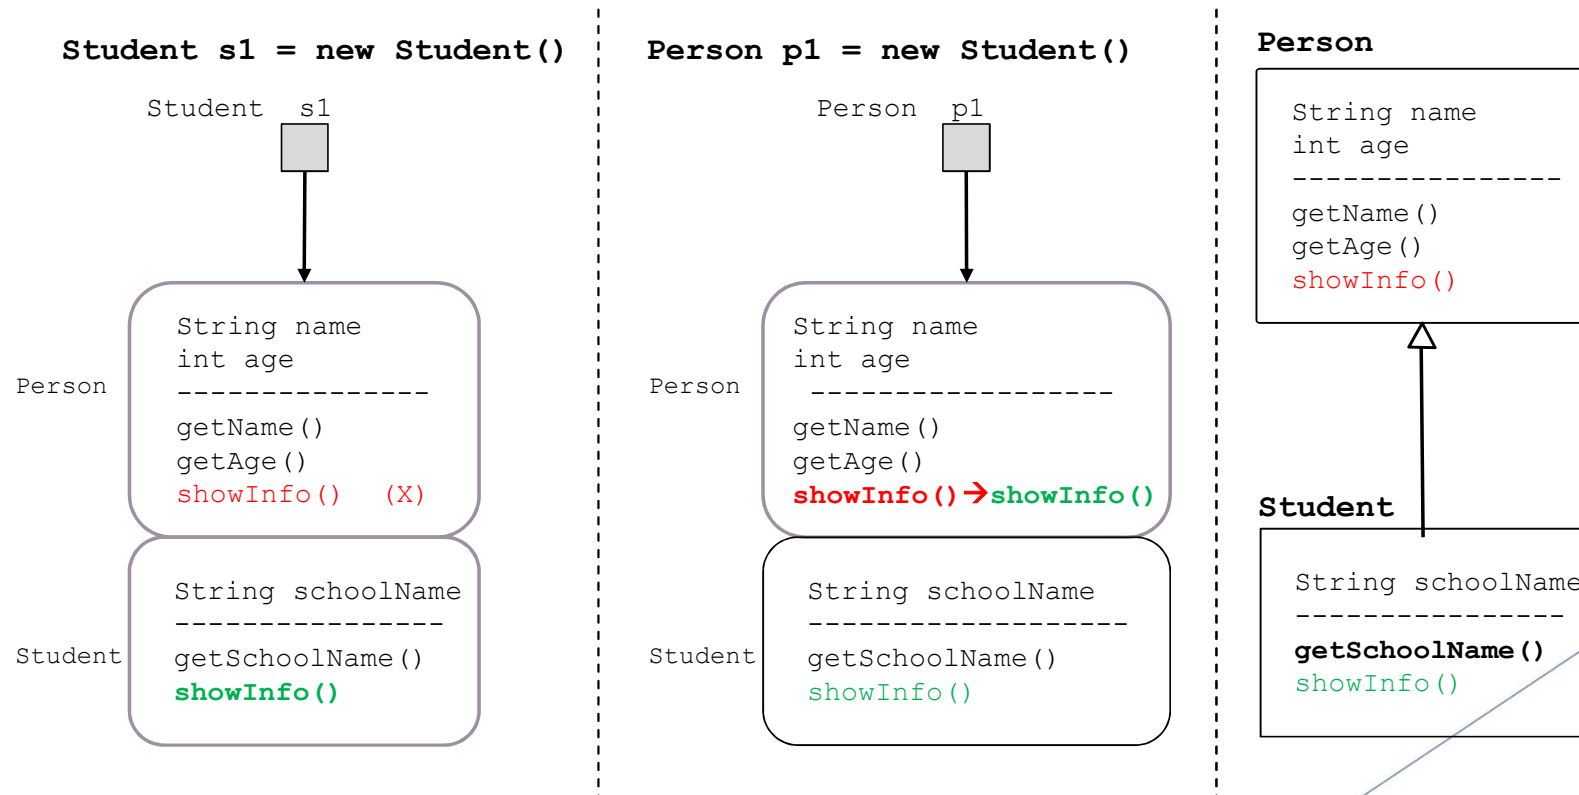 Student s1 = new Student()
Student s1
Person
String name
int age
---------------
getName()
getAge()
showInfo() (X)
Student
String schoolName
----------------
getSchoolName()
showInfo()
Person p1 = new Student()
Person p1
Person
String name
int age
------------------
getName()
getAge()
showInfo()→showInfo()
Student
String schoolName
-------------------
getSchoolName()
showInfo()
Person
String name
int age
----------------
getName()
getAge()
showInfo()
Student
String schoolName
----------------
getSchoolName()
showInfo()